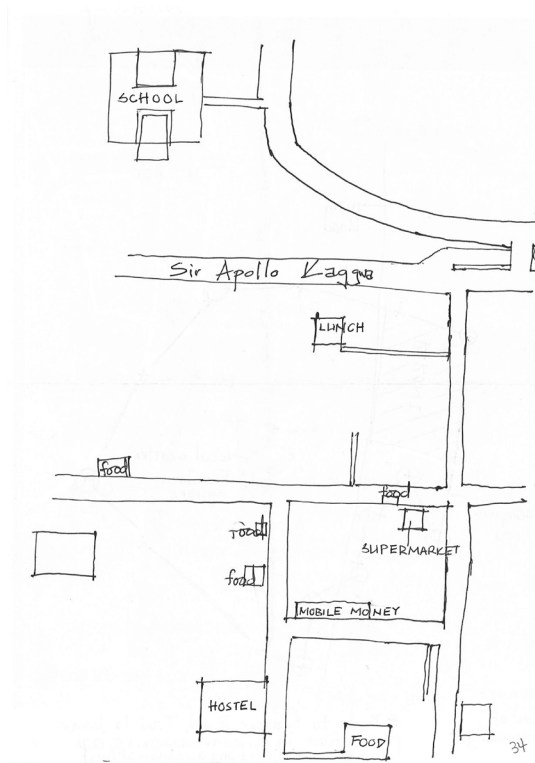 SCHOOL
Sir Apollo Kaggwa
LUNCH
food
food
food
SUPERMARKET
food
MOBILE MONEY
HOSTEL
FOOD
34